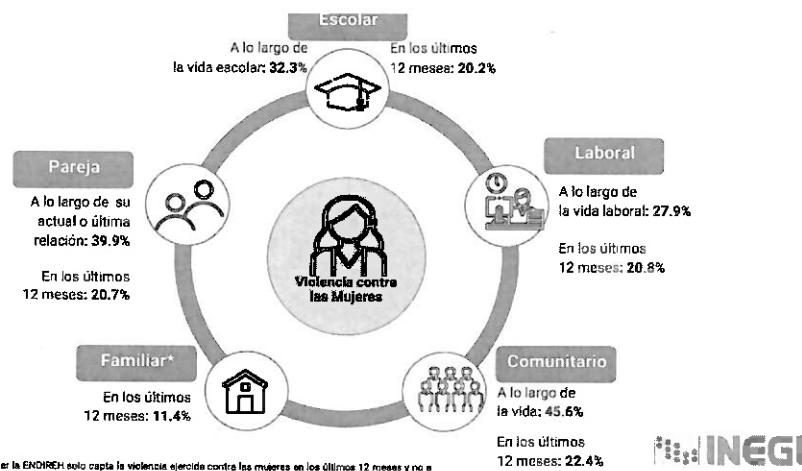 Escolar
A lo largo de
la vida escolar: 32.3%
En los últimos
12 meses: 20.2%
Pareja
A lo largo de su
actual o última
relación: 39.9%
En los últimos
12 meses: 20.7%
Laboral
A lo largo de
la vida laboral: 27.9%
En los últimos
12 meses: 20.8%
Violencia contra
las Mujeres
Familiar*
En los últimos
12 meses: 11.4%
Comunitario
A lo largo de
la vida: 45.6%
En los últimos
12 meses: 22.4%
er la ENDIREH solo capta la violencia ejercida contra las mujeres en los últimos 12 meses y no a
INEGI